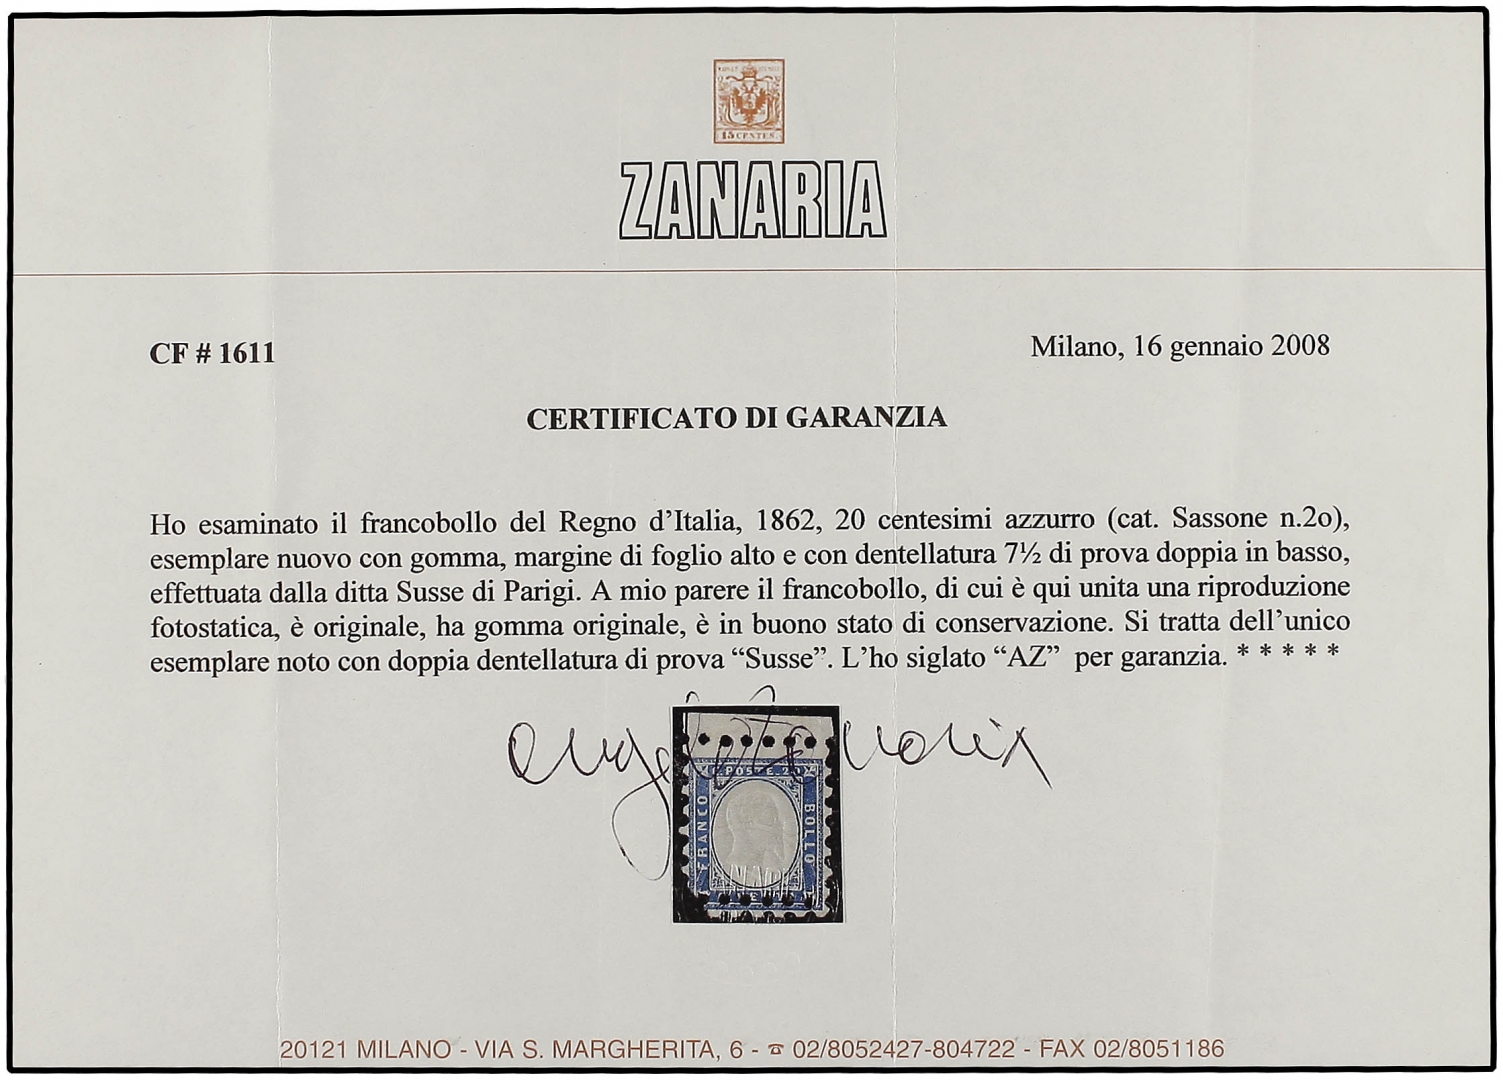 15 CENTES.
ZANARIA
CF # 1611
Milano, 16 gennaio 2008
CERTIFICATO DI GARANZIA
Ho esaminato il francobollo del Regno d’Italia, 1862, 20 centesimi azzurro (cat. Sassone n.2o),
esemplare nuovo con gomma, margine di foglio alto e con dentellatura 7½ di prova doppia in basso,
effettuata dalla ditta Susse di Parigi. A mio parere il francobollo, di cui è qui unita una riproduzione
fotostatica, è originale, ha gomma originale, è in buono stato di conservazione. Si tratta dell’unico
esemplare noto con doppia dentellatura di prova “Susse”. L’ho siglato “AZ” per garanzia. * * * * *
FRANCO
BOLLO
20121 MILANO - VIA S. MARGHERITA, 6 - ☎ 02/8052427-804722 - FAX 02/8051186